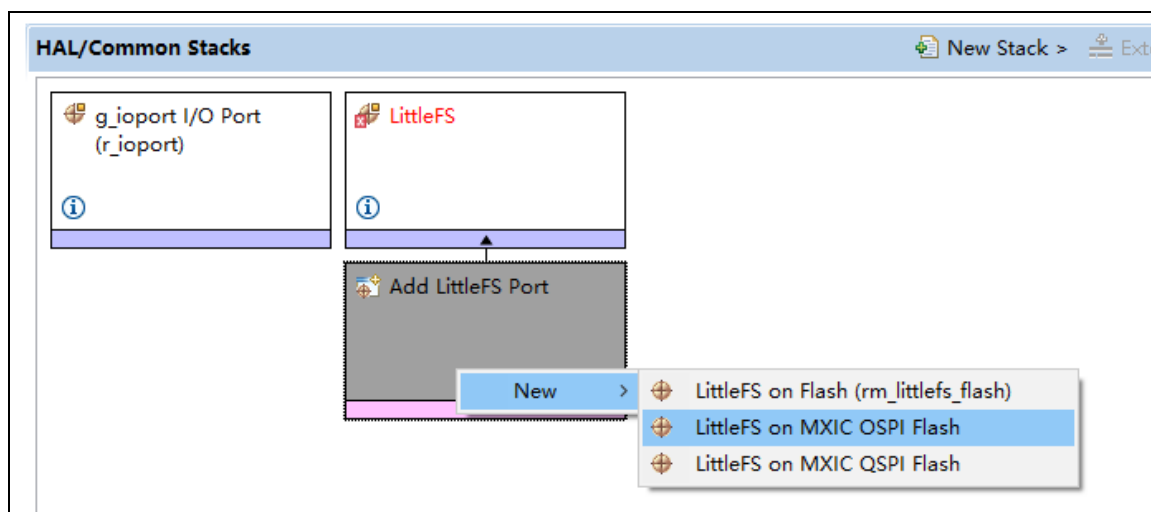 HAL/Common Stacks
New Stack >
Ext
g_ioport I/O Port
(r_ioport)
LittleFS
Add LittleFS Port
New
LittleFS on Flash (rm_littlefs_flash)
LittleFS on MXIC OSPI Flash
LittleFS on MXIC QSPI Flash